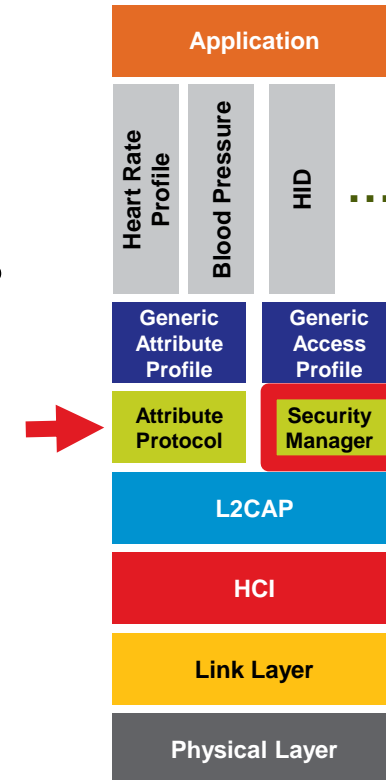 Application
Heart Rate
Profile
Blood Pressure
HID
...
Generic
Attribute
Profile
Generic
Access
Profile
Attribute
Protocol
Security
Manager
L2CAP
HCI
Link Layer
Physical Layer